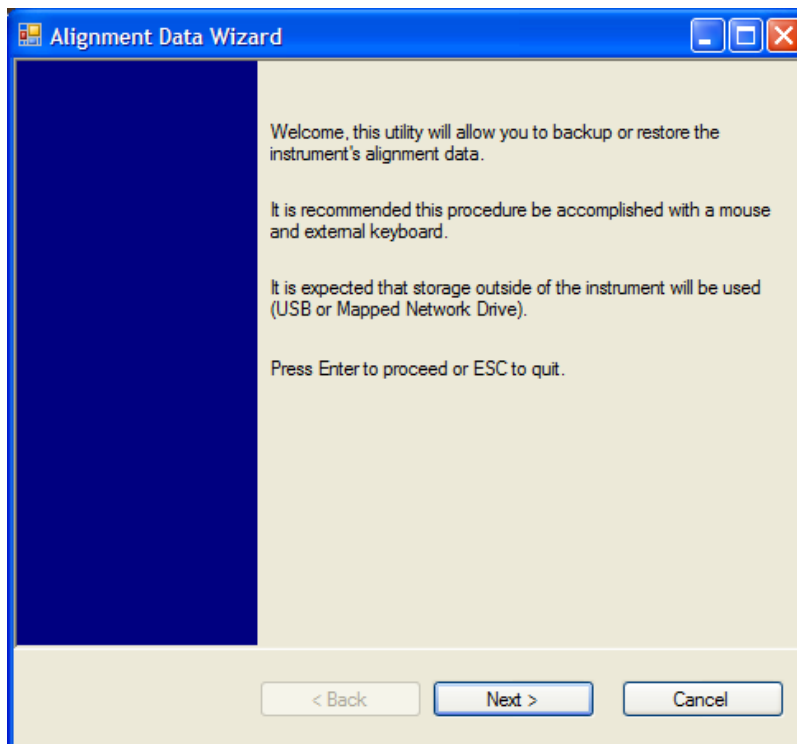 Alignment Data Wizard
Welcome, this utility will allow you to backup or restore the
instrument's alignment data.
It is recommended this procedure be accomplished with a mouse
and external keyboard.
It is expected that storage outside of the instrument will be used
(USB or Mapped Network Drive).
Press Enter to proceed or ESC to quit.
< Back
Next >
Cancel